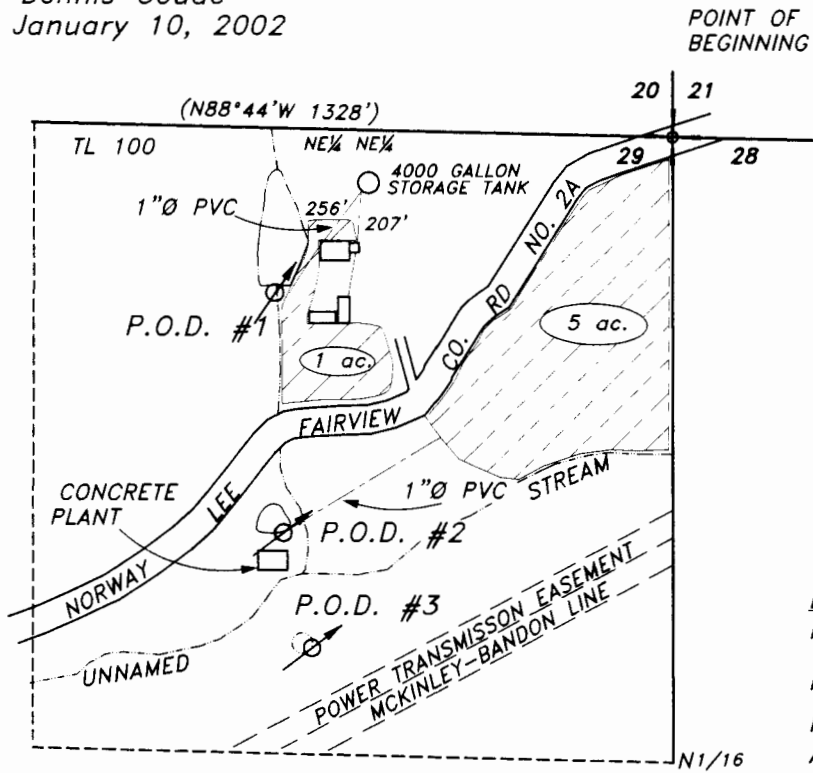 January 10, 2002
POINT OF
BEGINNING
20 21
29 28
(N88°44'W 1328')
TL 100
NE¼ NE¼
4000 GALLON
STORAGE TANK
1"Ø PVC
256'
207'
P.O.D. #1
1 ac.
5 ac.
NORWAY LEE FAIRVIEW CO. RD NO. 2A
CONCRETE
PLANT
1"Ø PVC
P.O.D. #2
UNNAMED STREAM
P.O.D. #3
POWER TRANSMISSON EASEMENT
MCKINLEY-BANDON LINE
N1/16